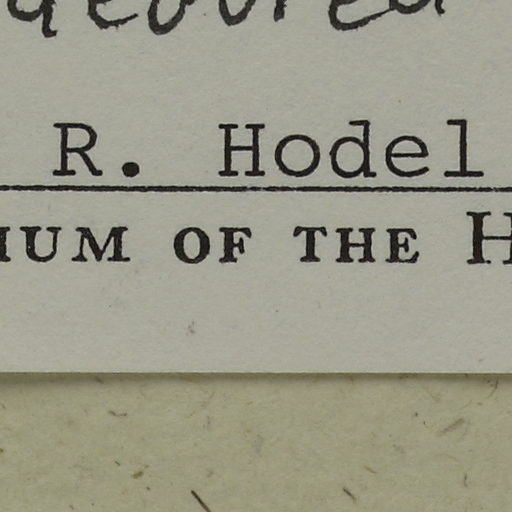 R. Hodel
IUM OF THE H